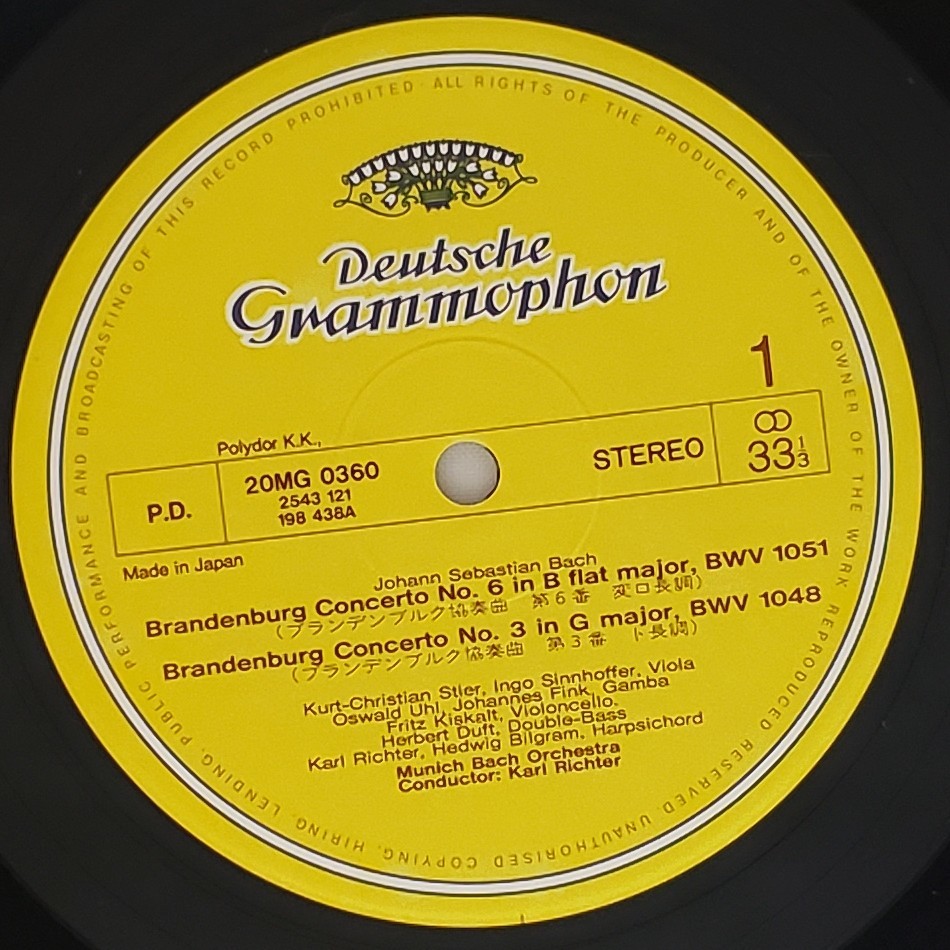 ALL RIGHTS OF THE PRODUCER AND OF THE OWNER OF THE WORK REPRODUCED RESERVED. UNAUTHORISED COPYING, HIRING, LENDING, PUBLIC PERFORMANCE AND BROADCASTING OF THIS RECORD PROHIBITED·
Deutsche
Grammophon
1
Polydor K.K.,
P.D.
20MG 0360
2543 121
198 438A
STEREO
33⅓
Made in Japan
Johann Sebastian Bach
Brandenburg Concerto No. 6 in B flat major, BWV 1051
(ブランデンブルク協奏曲 第6番 変ロ長調)
Brandenburg Concerto No. 3 in G major, BWV 1048
(ブランデンブルク協奏曲 第3番 ト長調)
Kurt-Christian Stier, Ingo Sinnhoffer, Viola
Oswald Uhl, Johannes Fink, Gamba
Fritz Kiskalt, Violoncello.
Herbert Duft, Double-Bass
Karl Richter, Hedwig Bilgram, Harpsichord
Munich Bach Orchestra
Conductor: Karl Richter